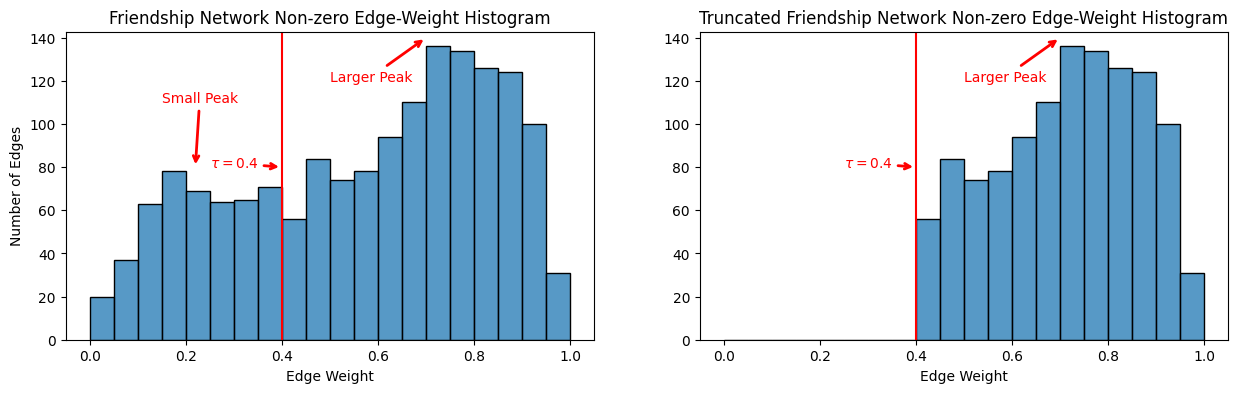 Friendship Network Non-zero Edge-Weight Histogram
Number of Edges
140
120
100
80
60
40
20
0
Small Peak
Larger Peak
τ = 0.4
0.0 0.2 0.4 0.6 0.8 1.0
Edge Weight
Truncated Friendship Network Non-zero Edge-Weight Histogram
140
120
100
80
60
40
20
0
Larger Peak
τ = 0.4
0.0 0.2 0.4 0.6 0.8 1.0
Edge Weight